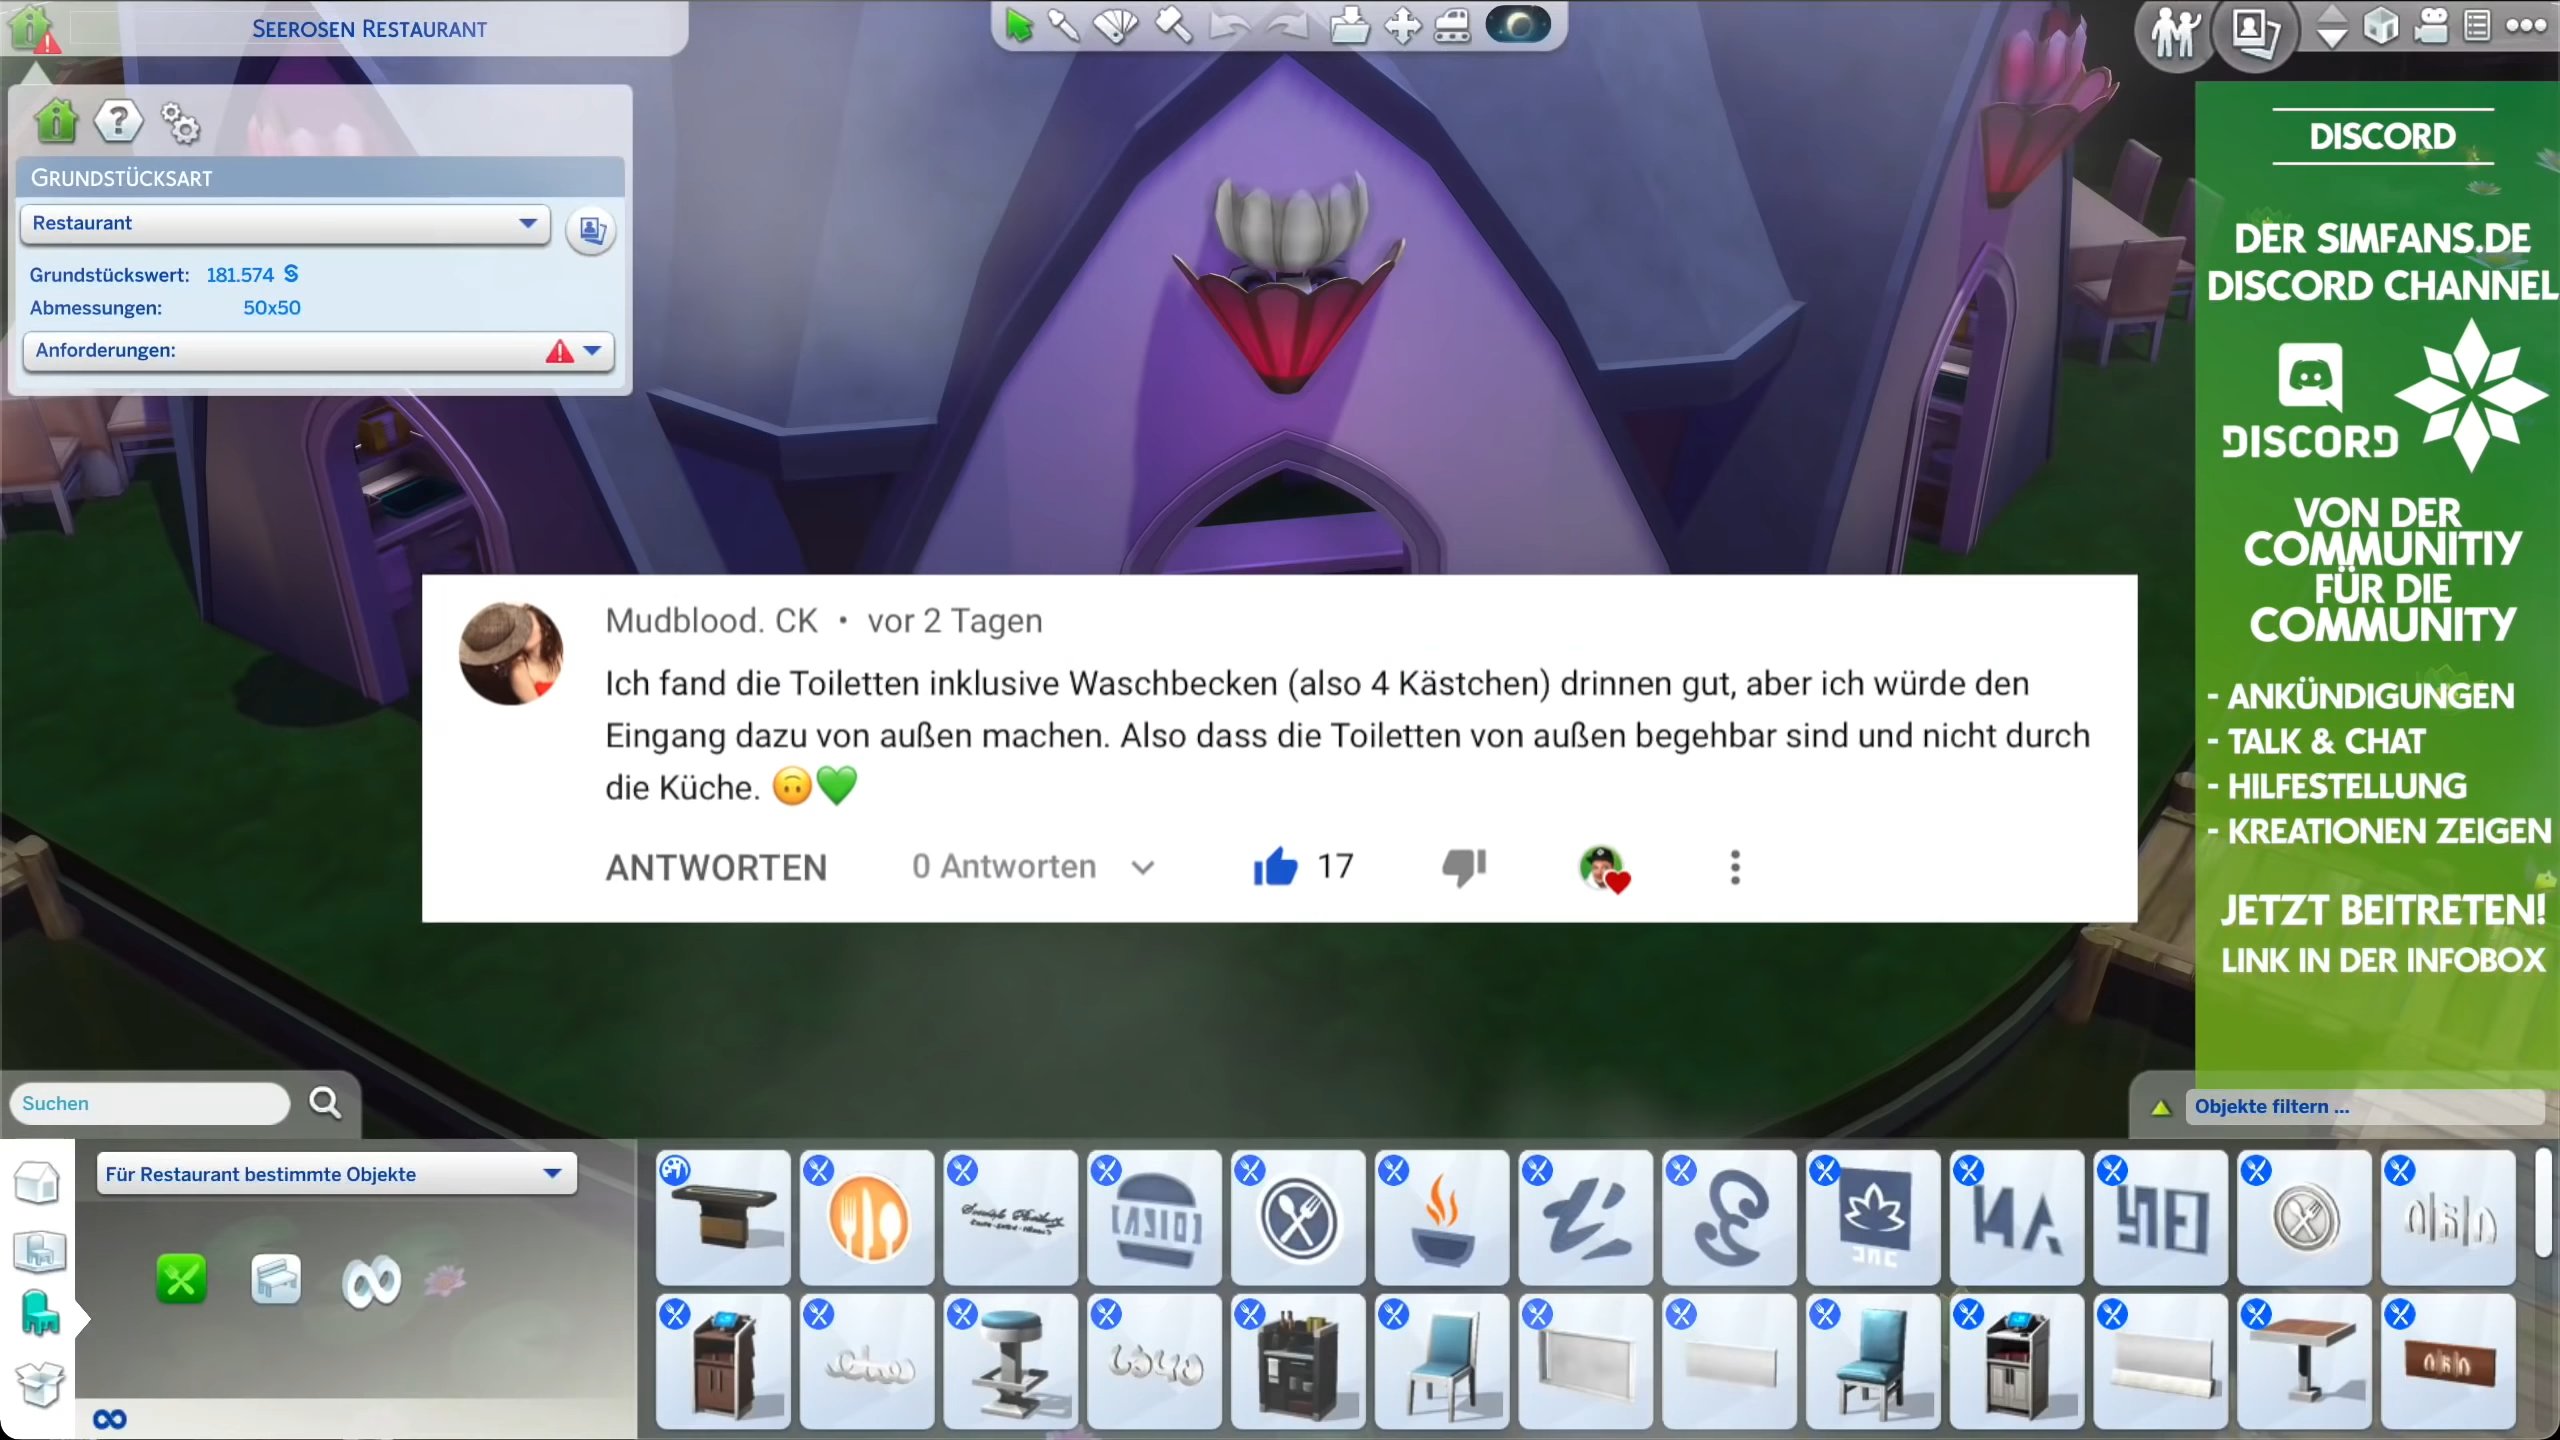 SEEROSEN RESTAURANT
GRUNDSTÜCKSART
Restaurant
Grundstückswert: 181.574
Abmessungen: 50x50
Anforderungen:
Mudblood. CK • vor 2 Tagen
Ich fand die Toiletten inklusive Waschbecken (also 4 Kästchen) drinnen gut, aber ich würde den
Eingang dazu von außen machen. Also dass die Toiletten von außen begehbar sind und nicht durch
die Küche. 🙃💚
ANTWORTEN 0 Antworten 17
DISCORD
DER SIMFANS.DE
DISCORD CHANNEL
DISCORD
VON DER
COMMUNITIY
FÜR DIE
COMMUNITY
- ANKÜNDIGUNGEN
- TALK & CHAT
- HILFESTELLUNG
- KREATIONEN ZEIGEN
JETZT BEITRETEN!
LINK IN DER INFOBOX
Suchen
Objekte filtern ...
Für Restaurant bestimmte Objekte